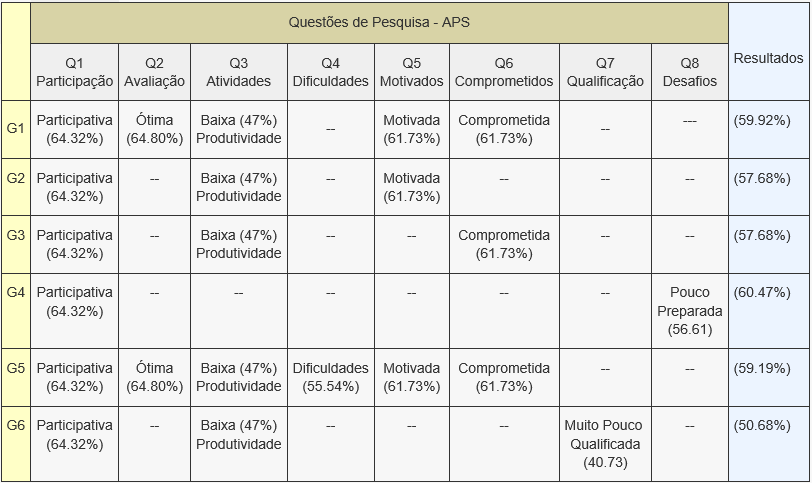 Questões de Pesquisa - APS
Resultados
Q1 Q2 Q3 Q4 Q5 Q6 Q7 Q8
Participação Avaliação Atividades Dificuldades Motivados Comprometidos Qualificação Desafios
G1 Participativa Ótima Baixa (47%) -- Motivada Comprometida -- --- (59.92%)
(64.32%) (64.80%) Produtividade (61.73%) (61.73%)
G2 Participativa -- Baixa (47%) -- Motivada -- -- -- (57.68%)
(64.32%) Produtividade (61.73%)
G3 Participativa -- Baixa (47%) -- -- Comprometida -- -- (57.68%)
(64.32%) Produtividade (61.73%)
G4 Participativa -- -- -- -- -- -- Pouco (60.47%)
(64.32%) Preparada
(56.61)
G5 Participativa Ótima Baixa (47%) Dificuldades Motivada Comprometida -- -- (59.19%)
(64.32%) (64.80%) Produtividade (55.54%) (61.73%) (61.73%)
G6 Participativa -- Baixa (47%) -- -- -- Muito Pouco -- (50.68%)
(64.32%) Produtividade Qualificada
(40.73)